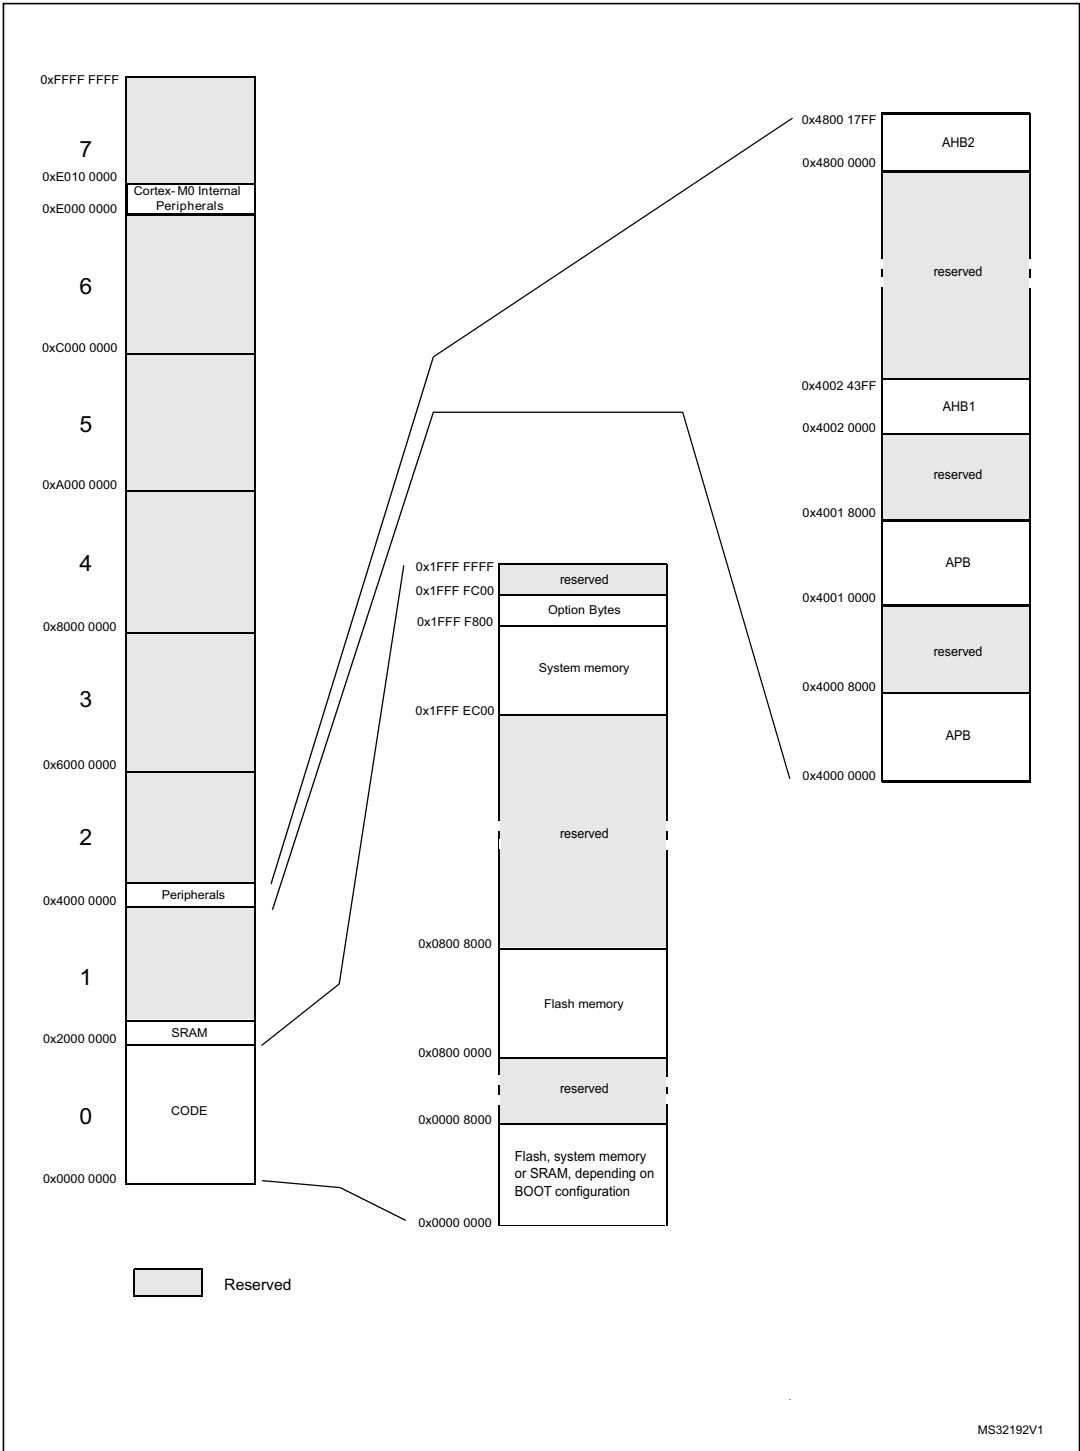 0xFFFF FFFF
7
0xE010 0000
Cortex-M0 Internal
Peripherals
0xE000 0000
6
0xC000 0000
5
0xA000 0000
4
0x8000 0000
3
0x6000 0000
2
Peripherals
0x4000 0000
1
SRAM
0x2000 0000
0
CODE
0x0000 0000
0x1FFF FFFF
reserved
0x1FFF FC00
Option Bytes
0x1FFF F800
System memory
0x1FFF EC00
reserved
0x0800 8000
Flash memory
0x0800 0000
reserved
0x0000 8000
Flash, system memory
or SRAM, depending on
BOOT configuration
0x0000 0000
0x4800 17FF
AHB2
0x4800 0000
reserved
0x4002 43FF
AHB1
0x4002 0000
reserved
0x4001 8000
APB
0x4001 0000
reserved
0x4000 8000
APB
0x4000 0000
Reserved
MS32192V1